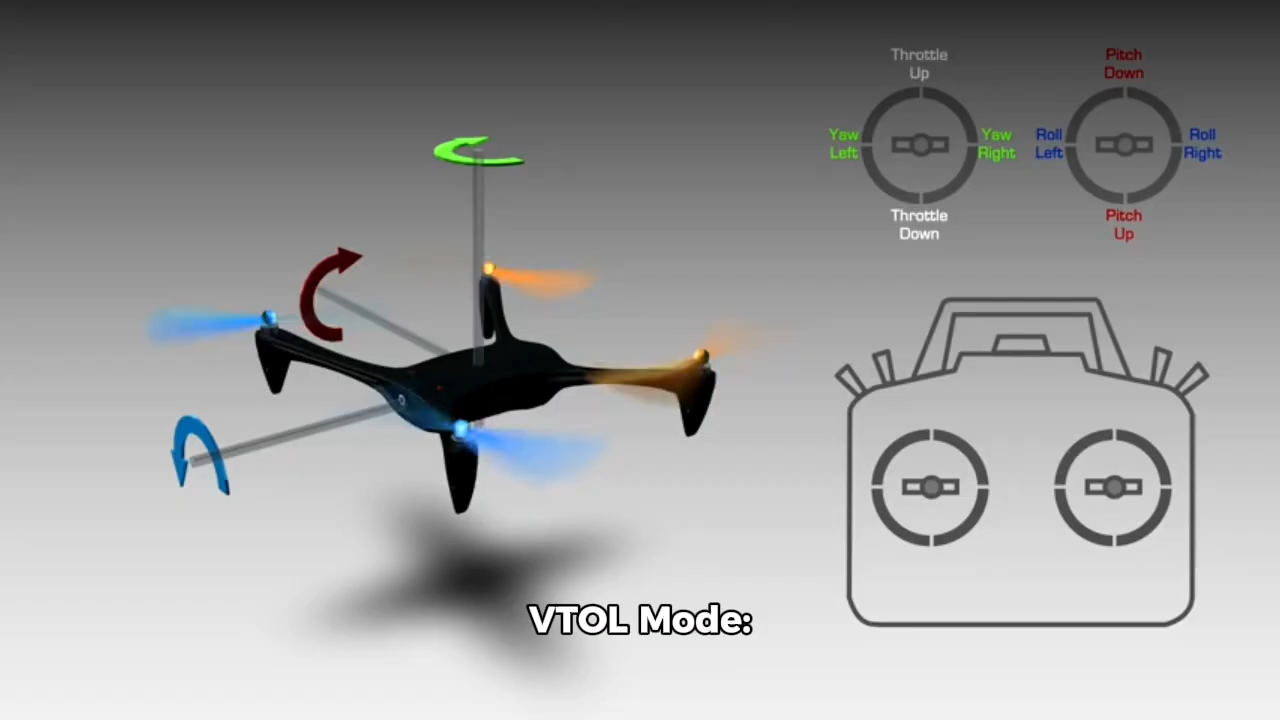 Throttle
Up
Yaw
Left
Yaw
Right
Throttle
Down
Pitch
Down
Roll
Left
Roll
Right
Pitch
Up
VTOL Mode: